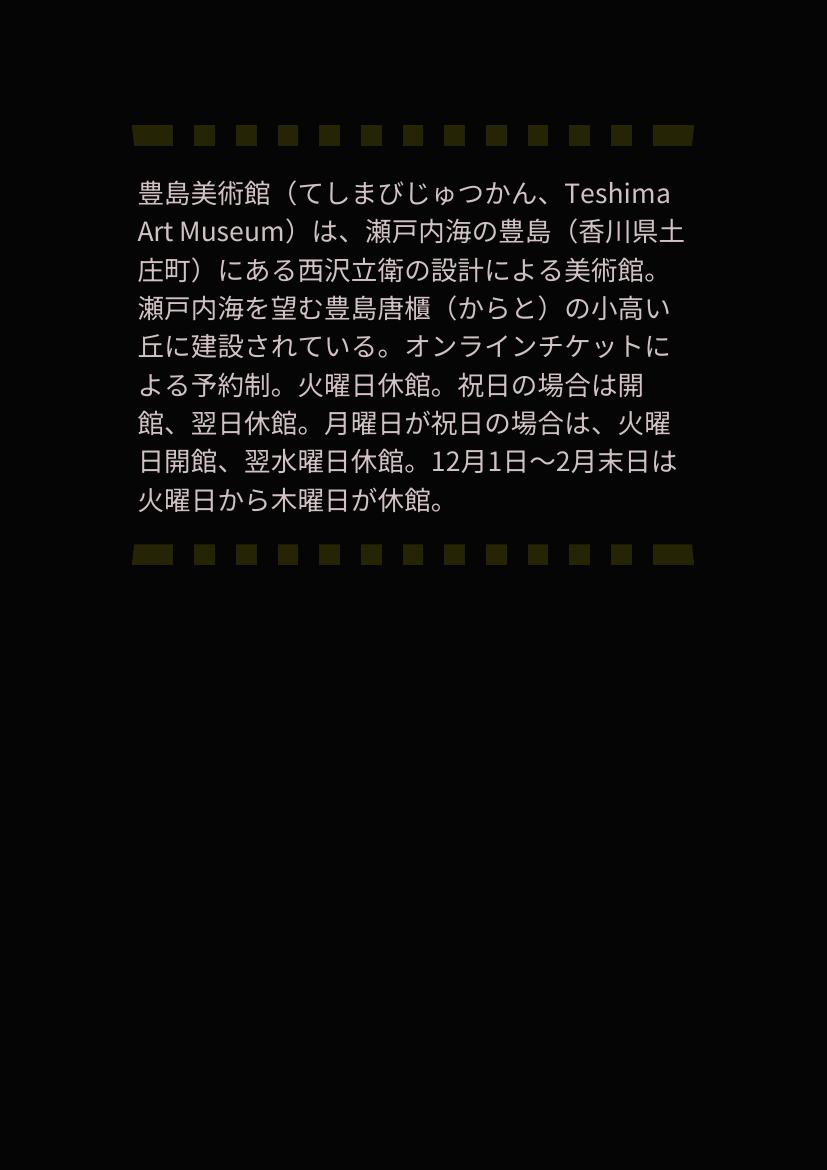 豊島美術館（てしまびじゅつかん、Teshima
Art Museum）は、瀬戸内海の豊島（香川県土
庄町）にある西沢立衛の設計による美術館。
瀬戸内海を望む豊島唐櫃（からと）の小高い
丘に建設されている。オンラインチケットに
よる予約制。火曜日休館。祝日の場合は開
館、翌日休館。月曜日が祝日の場合は、火曜
日開館、翌水曜日休館。12月1日〜2月末日は
火曜日から木曜日が休館。